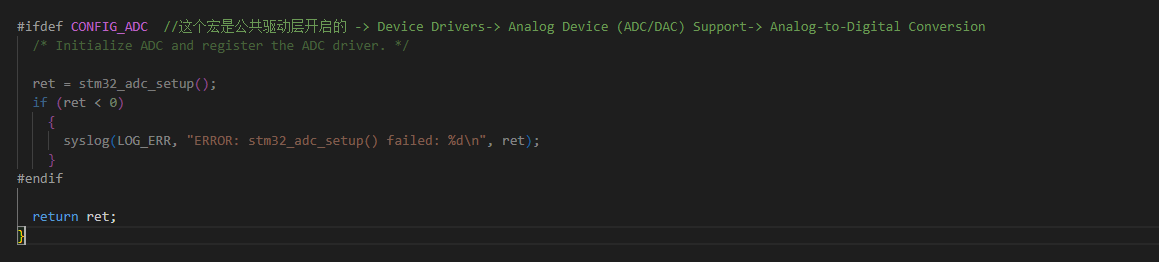 #ifdef CONFIG_ADC  //这个宏是公共驱动层开启的 -> Device Drivers-> Analog Device (ADC/DAC) Support-> Analog-to-Digital Conversion
  /* Initialize ADC and register the ADC driver. */
  ret = stm32_adc_setup();
  if (ret < 0)
    {
      syslog(LOG_ERR, "ERROR: stm32_adc_setup() failed: %d\n", ret);
    }
#endif
  return ret;
}